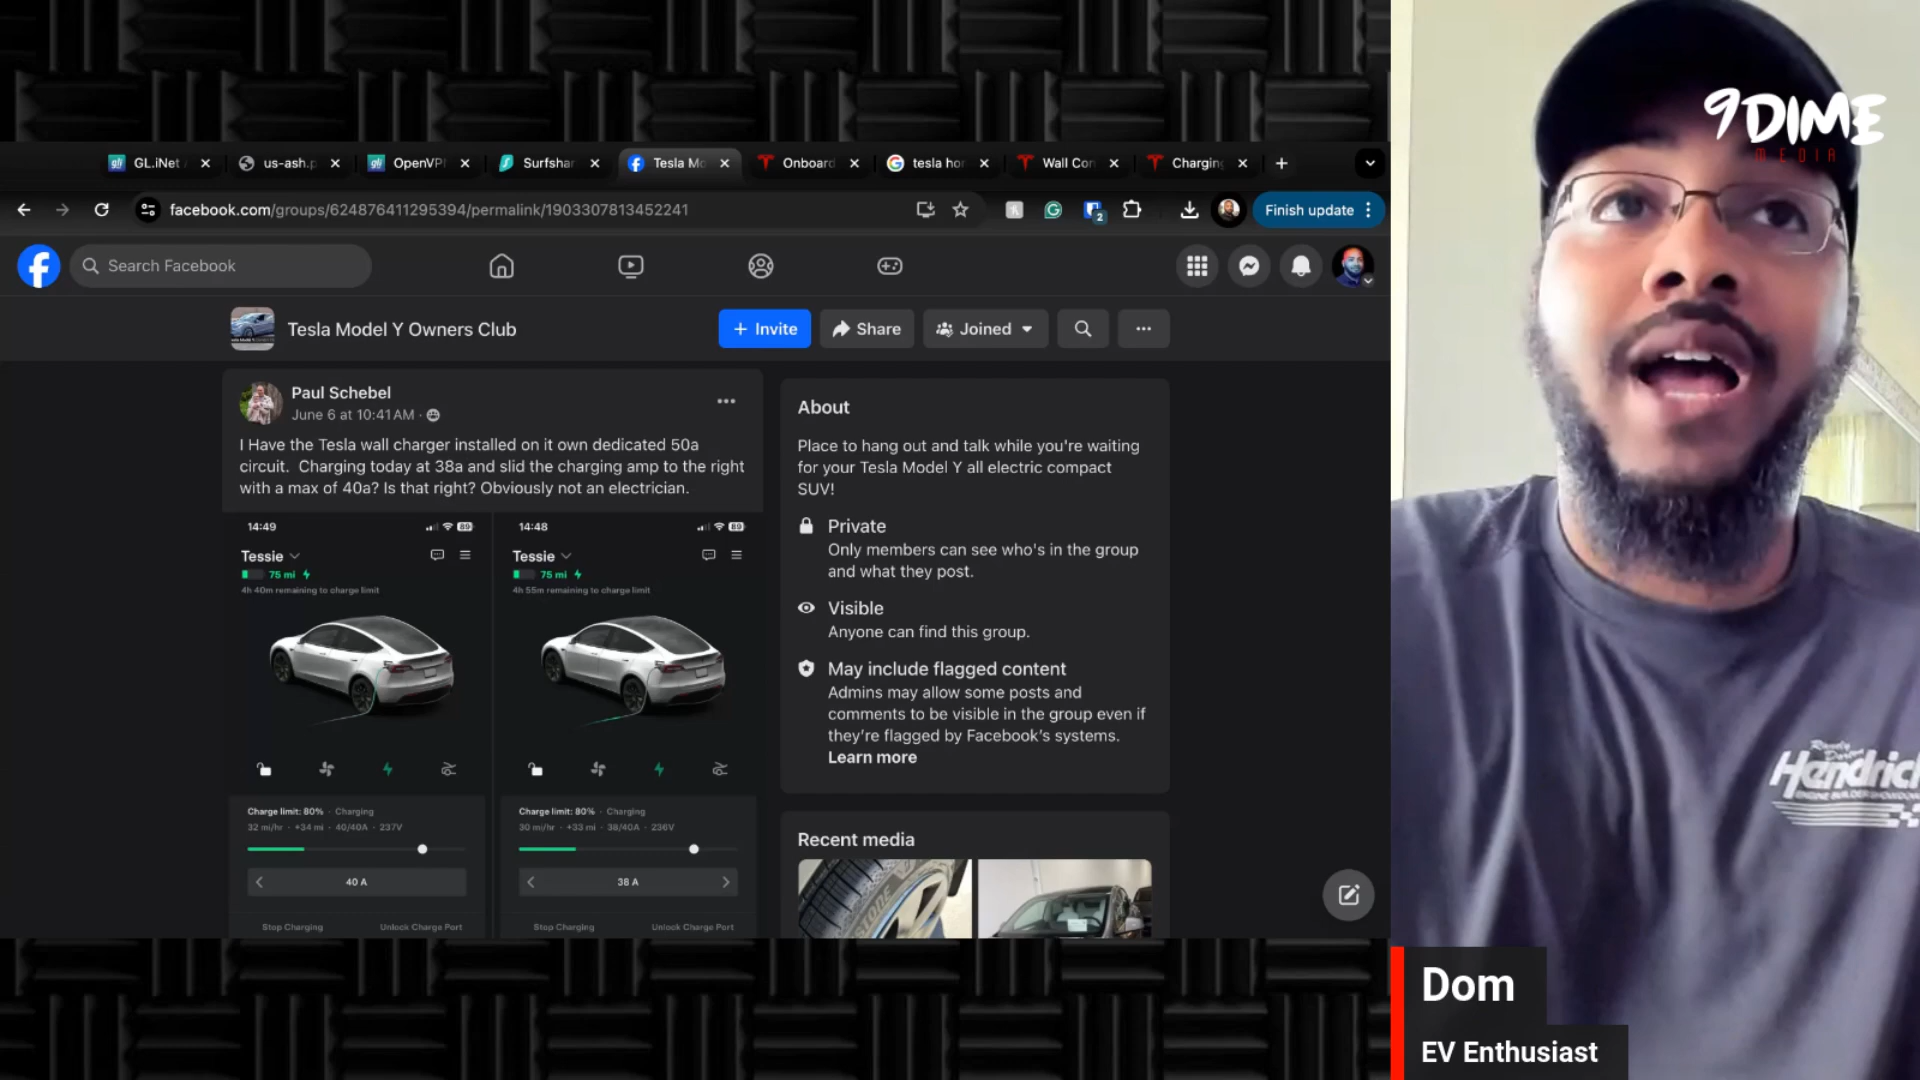 GL.iNet
us-ash.p
OpenVPI
Surfshar
Tesla Mo
Onboard
tesla hor
Wall Con
Charging
facebook.com/groups/624876411295394/permalink/1903307813452241
2
Finish update
Search Facebook
Tesla Model Y Owners Club
+ Invite
Share
Joined
Paul Schebel
June 6 at 10:41 AM ·
I Have the Tesla wall charger installed on it own dedicated 50a
circuit. Charging today at 38a and slid the charging amp to the right
with a max of 40a? Is that right? Obviously not an electrician.
14:49
89
Tessie
75 mi
4h 40m remaining to charge limit
Charge limit: 80% · Charging
32 mi/hr · +34 mi · 40/40A · 237V
40 A
Stop Charging
Unlock Charge Port
14:48
89
Tessie
75 mi
4h 55m remaining to charge limit
Charge limit: 80% · Charging
30 mi/hr · +33 mi · 38/40A · 236V
38 A
Stop Charging
Unlock Charge Port
About
Place to hang out and talk while you're waiting
for your Tesla Model Y all electric compact
SUV!
Private
Only members can see who's in the group
and what they post.
Visible
Anyone can find this group.
May include flagged content
Admins may allow some posts and
comments to be visible in the group even if
they're flagged by Facebook's systems.
Learn more
Recent media
9DIME
MEDIA
Hendrick
Dom
EV Enthusiast